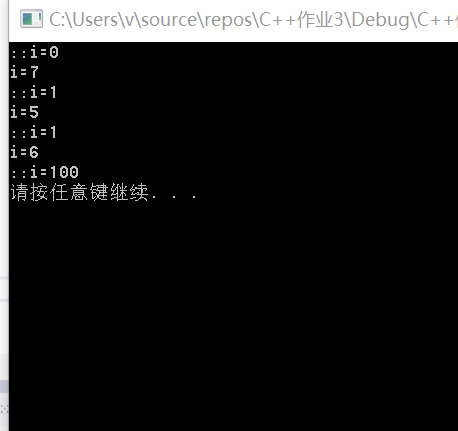 C:\Users\v\source\repos\C++作业3\Debug\C++
::i=0
i=7
::i=1
i=5
::i=1
i=6
::i=100
请按任意键继续. . .